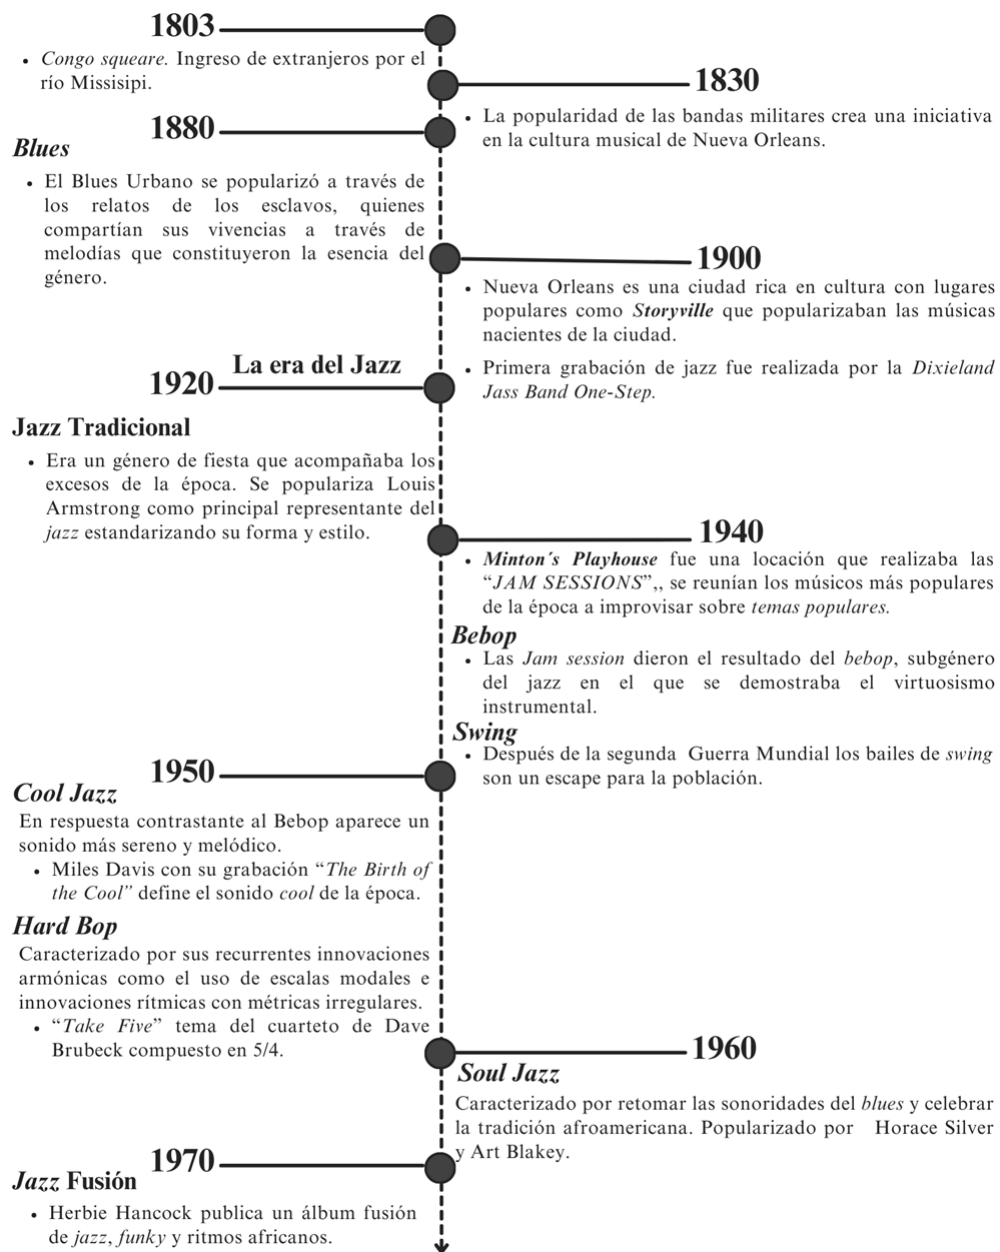 1803
• Congo squeare. Ingreso de extranjeros por el
río Missisipi.
1830
• La popularidad de las bandas militares crea una iniciativa
en la cultura musical de Nueva Orleans.
1880
Blues
• El Blues Urbano se popularizó a través de
los relatos de los esclavos, quienes
compartían sus vivencias a través de
melodías que constituyeron la esencia del
género.
1900
• Nueva Orleans es una ciudad rica en cultura con lugares
populares como Storyville que popularizaban las músicas
nacientes de la ciudad.
• Primera grabación de jazz fue realizada por la Dixieland
Jass Band One-Step.
La era del Jazz
1920
Jazz Tradicional
• Era un género de fiesta que acompañaba los
excesos de la época. Se populariza Louis
Armstrong como principal representante del
jazz estandarizando su forma y estilo.
1940
• Minton´s Playhouse fue una locación que realizaba las
“JAM SESSIONS”,, se reunían los músicos más populares
de la época a improvisar sobre temas populares.
Bebop
• Las Jam session dieron el resultado del bebop, subgénero
del jazz en el que se demostraba el virtuosismo
instrumental.
Swing
• Después de la segunda Guerra Mundial los bailes de swing
son un escape para la población.
1950
Cool Jazz
En respuesta contrastante al Bebop aparece un
sonido más sereno y melódico.
• Miles Davis con su grabación “The Birth of
the Cool” define el sonido cool de la época.
Hard Bop
Caracterizado por sus recurrentes innovaciones
armónicas como el uso de escalas modales e
innovaciones rítmicas con métricas irregulares.
• “Take Five” tema del cuarteto de Dave
Brubeck compuesto en 5/4.
1960
Soul Jazz
Caracterizado por retomar las sonoridades del blues y celebrar
la tradición afroamericana. Popularizado por Horace Silver
y Art Blakey.
1970
Jazz Fusión
• Herbie Hancock publica un álbum fusión
de jazz, funky y ritmos africanos.